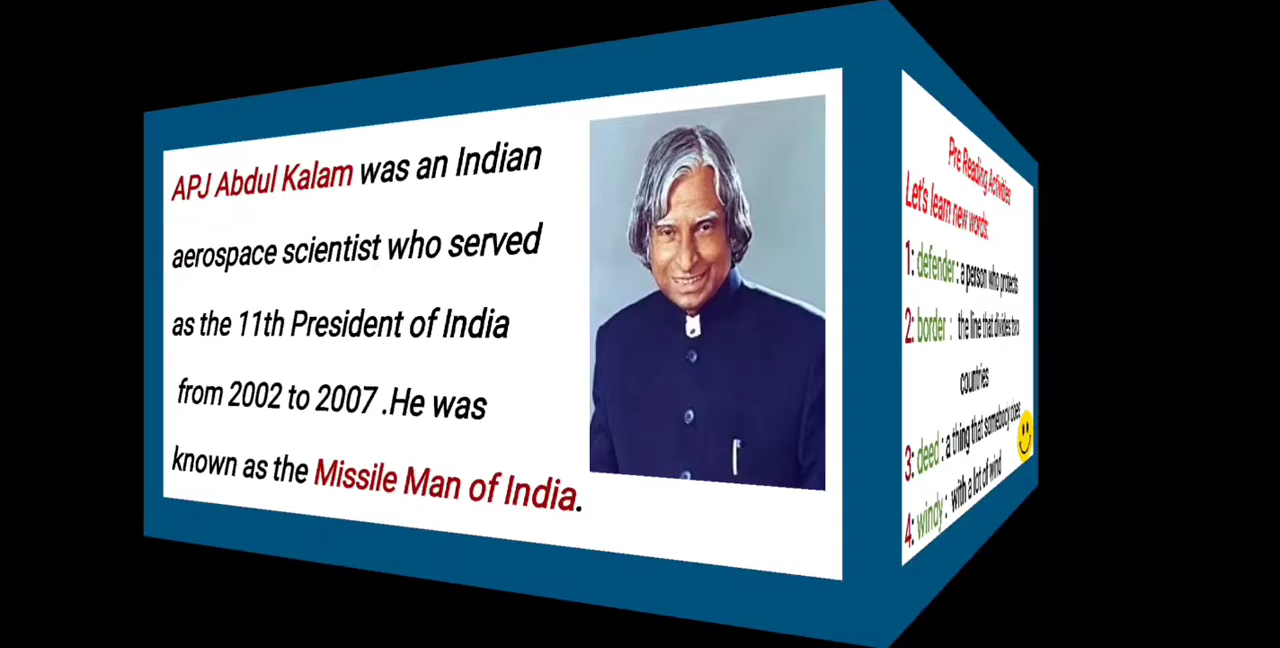 APJ Abdul Kalam was an Indian
aerospace scientist who served
as the 11th President of India
from 2002 to 2007 .He was
known as the Missile Man of India.
Pre Reading Activities
Let's learn new words:
1: defender : a person who protects
2: border : the line that divides two
countries
3: deed : a thing that somebody does
4: windy : with a lot of wind